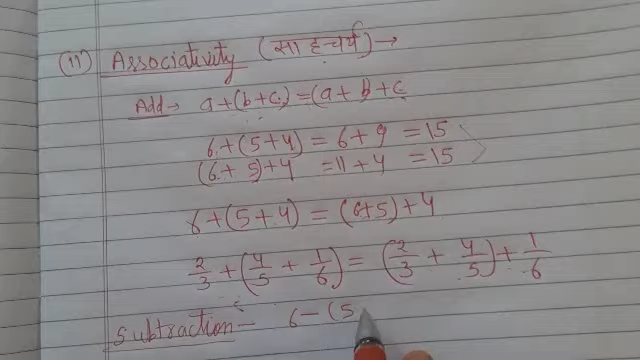 (11) Associativity (साहचर्य) →
Add → a+(b+c) = (a+b)+c
6+(5+4) = 6+9 = 15
(6+5)+4 = 11+4 = 15
6+(5+4) = (6+5)+4
2/3 + (4/5 + 1/6) = (2/3 + 4/5) + 1/6
Subtraction - 6-(5